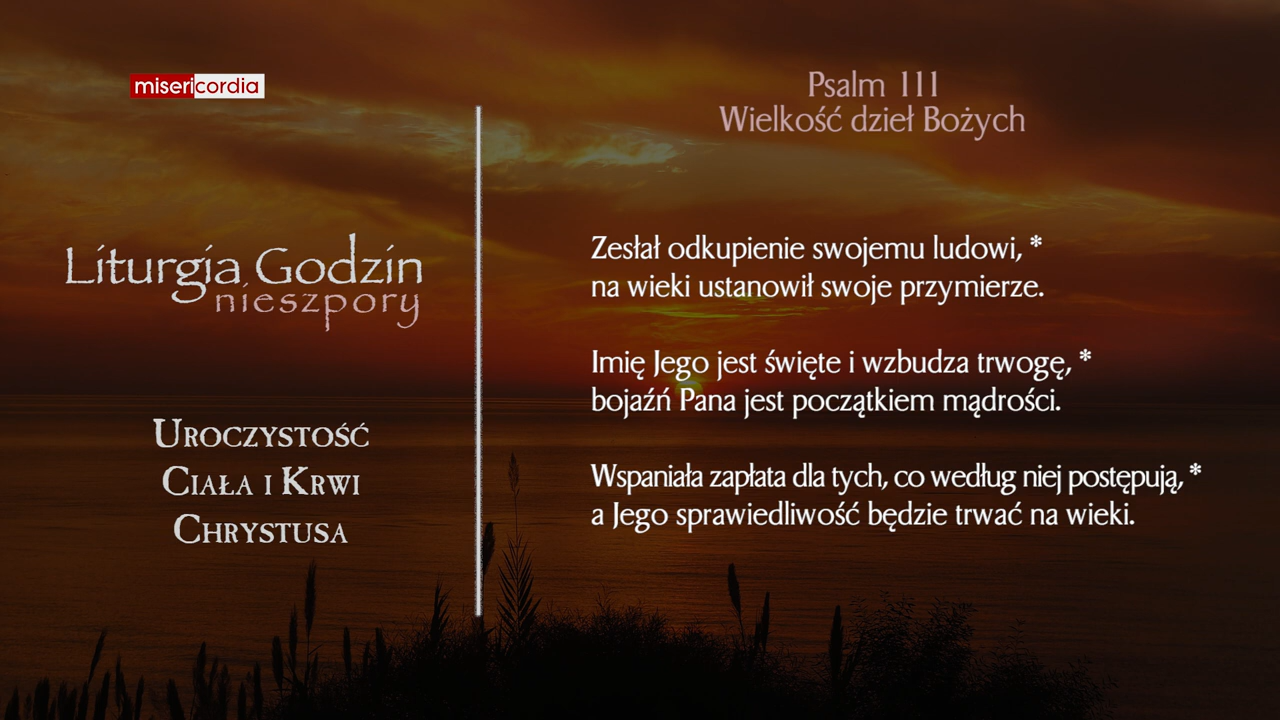 misericordia
Liturgia Godzin
nieszpory
Uroczystość
Ciała i Krwi
Chrystusa
Psalm 111
Wielkość dzieł Bożych
Zesłał odkupienie swojemu ludowi, *
na wieki ustanowił swoje przymierze.
Imię Jego jest święte i wzbudza trwogę, *
bojaźń Pana jest początkiem mądrości.
Wspaniała zapłata dla tych, co według niej postępują, *
a Jego sprawiedliwość będzie trwać na wieki.